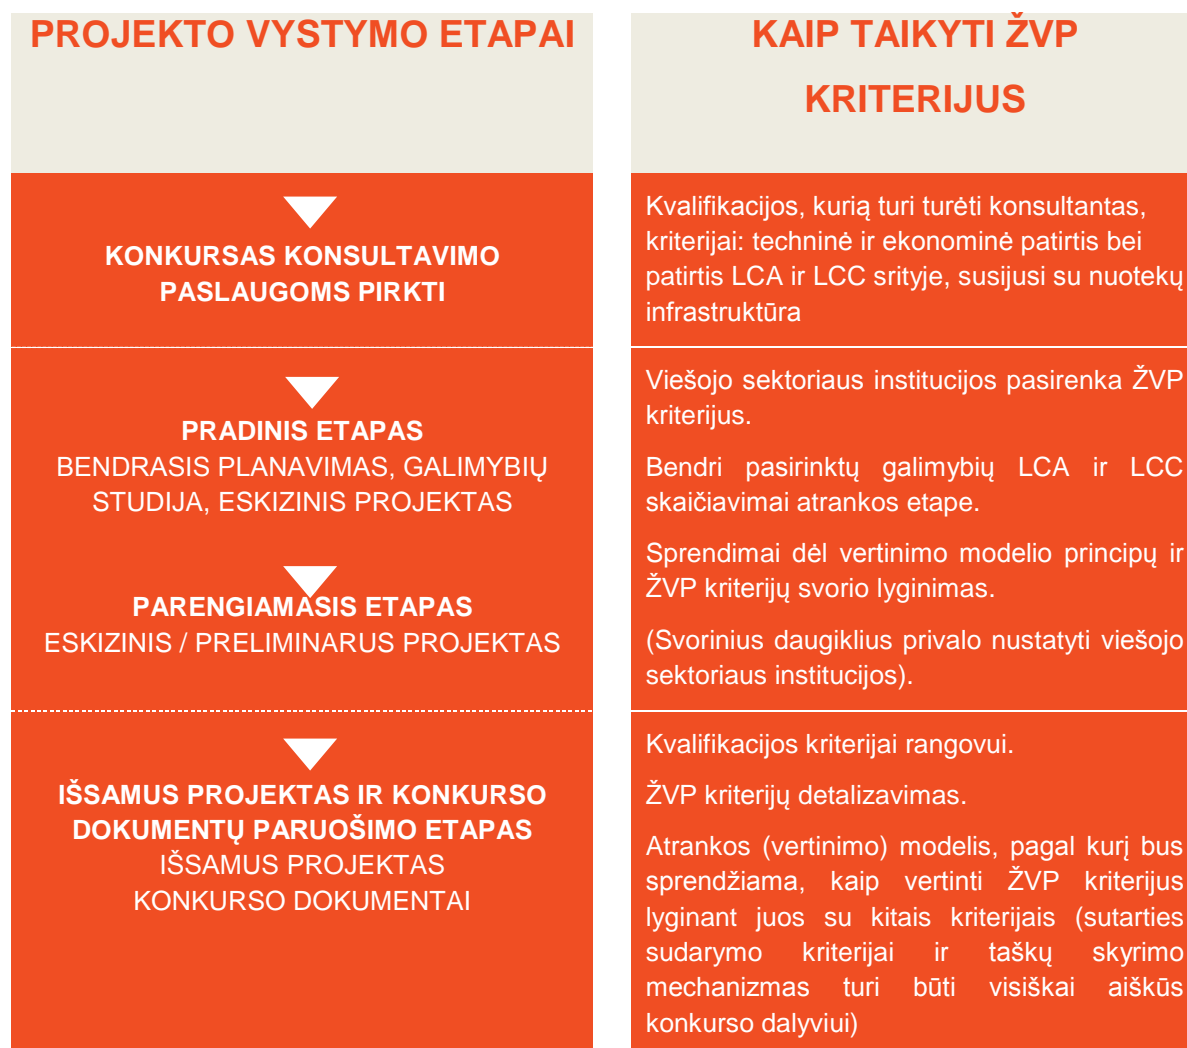 PROJEKTO VYSTYMO ETAPAI
KAIP TAIKYTI ŽVP
KRITERIJUS
KONKURSAS KONSULTAVIMO
PASLAUGOMS PIRKTI
Kvalifikacijos, kurią turi turėti konsultantas,
kriterijai: techninė ir ekonominė patirtis bei
patirtis LCA ir LCC srityje, susijusi su nuotekų
infrastruktūra
PRADINIS ETAPAS
BENDRASIS PLANAVIMAS, GALIMYBIŲ
STUDIJA, ESKIZINIS PROJEKTAS
PARENGIAMASIS ETAPAS
ESKIZINIS / PRELIMINARUS PROJEKTAS
Viešojo sektoriaus institucijos pasirenka ŽVP
kriterijus.
Bendri pasirinktų galimybių LCA ir LCC
skaičiavimai atrankos etape.
Sprendimai dėl vertinimo modelio principų ir
ŽVP kriterijų svorio lyginimas.
(Svorinius daugiklius privalo nustatyti viešojo
sektoriaus institucijos).
IŠSAMUS PROJEKTAS IR KONKURSO
DOKUMENTŲ PARUOŠIMO ETAPAS
IŠSAMUS PROJEKTAS
KONKURSO DOKUMENTAI
Kvalifikacijos kriterijai rangovui.
ŽVP kriterijų detalizavimas.
Atrankos (vertinimo) modelis, pagal kurį bus
sprendžiama, kaip vertinti ŽVP kriterijus
lyginant juos su kitais kriterijais (sutarties
sudarymo kriterijai ir taškų skyrimo
mechanizmas turi būti visiškai aiškūs
konkurso dalyviui)